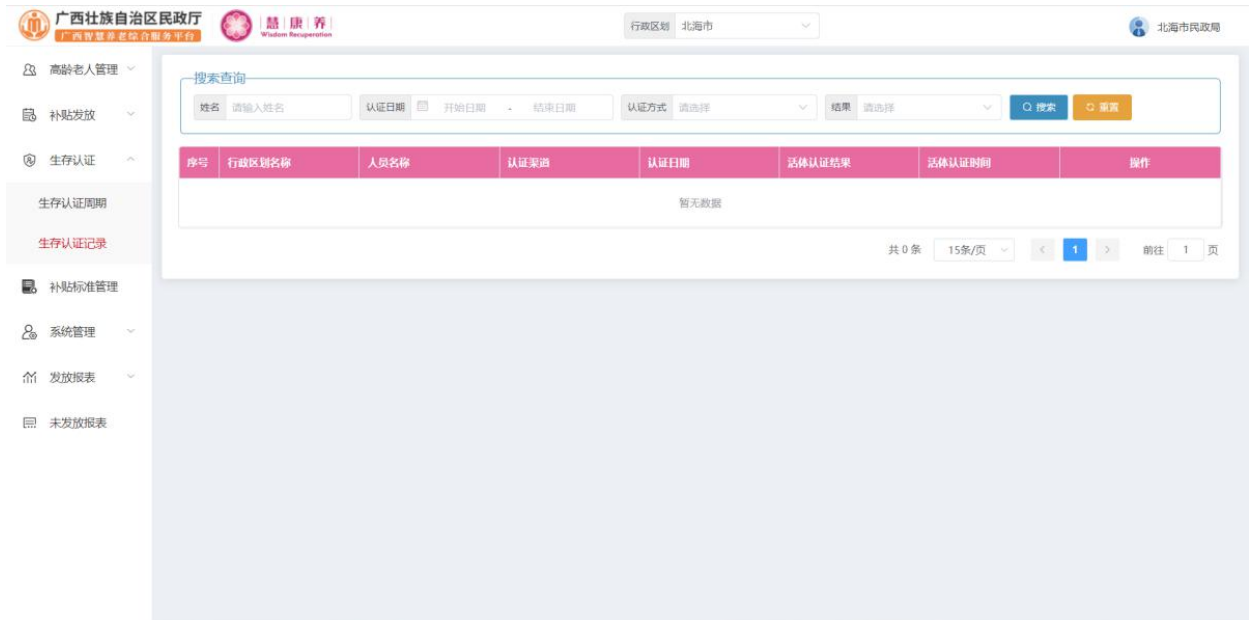 广西壮族自治区民政厅
广西智慧养老综合服务平台
慧康养
Wisdom Recuperation
行政区划 北海市
北海市民政局
高龄老人管理
补贴发放
生存认证
生存认证周期
生存认证记录
补贴标准管理
系统管理
发放报表
未发放报表
搜索查询
姓名 请输入姓名 认证日期 开始日期 - 结束日期 认证方式 请选择 结果 请选择 搜索 重置
序号 行政区划名称 人员名称 认证渠道 认证日期 活体认证结果 活体认证时间 操作
暂无数据
共 0 条 15条/页 < 1 > 前往 1 页